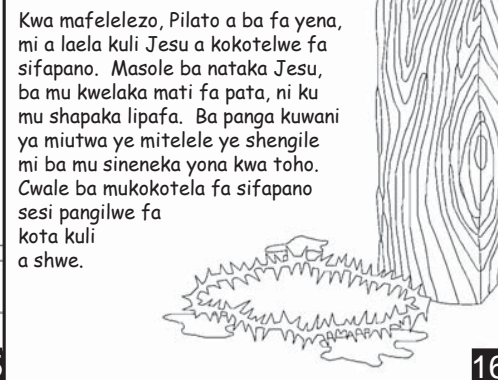 Kwa mafelelezo, Pilato a ba fa yena,
mi a laela kuli Jesu a kokotelwe fa
sifapano. Masole ba nataka Jesu,
ba mu kwelaka mati fa pata, ni ku
mu shapaka lipafa. Ba panga kuwani
ya miutwa ye mitelele ye shengile
mi ba mu sineneka yona kwa toho.
Cwale ba mukokotela fa sifapano
sesi pangilwe fa
kota kuli
a shwe.
16